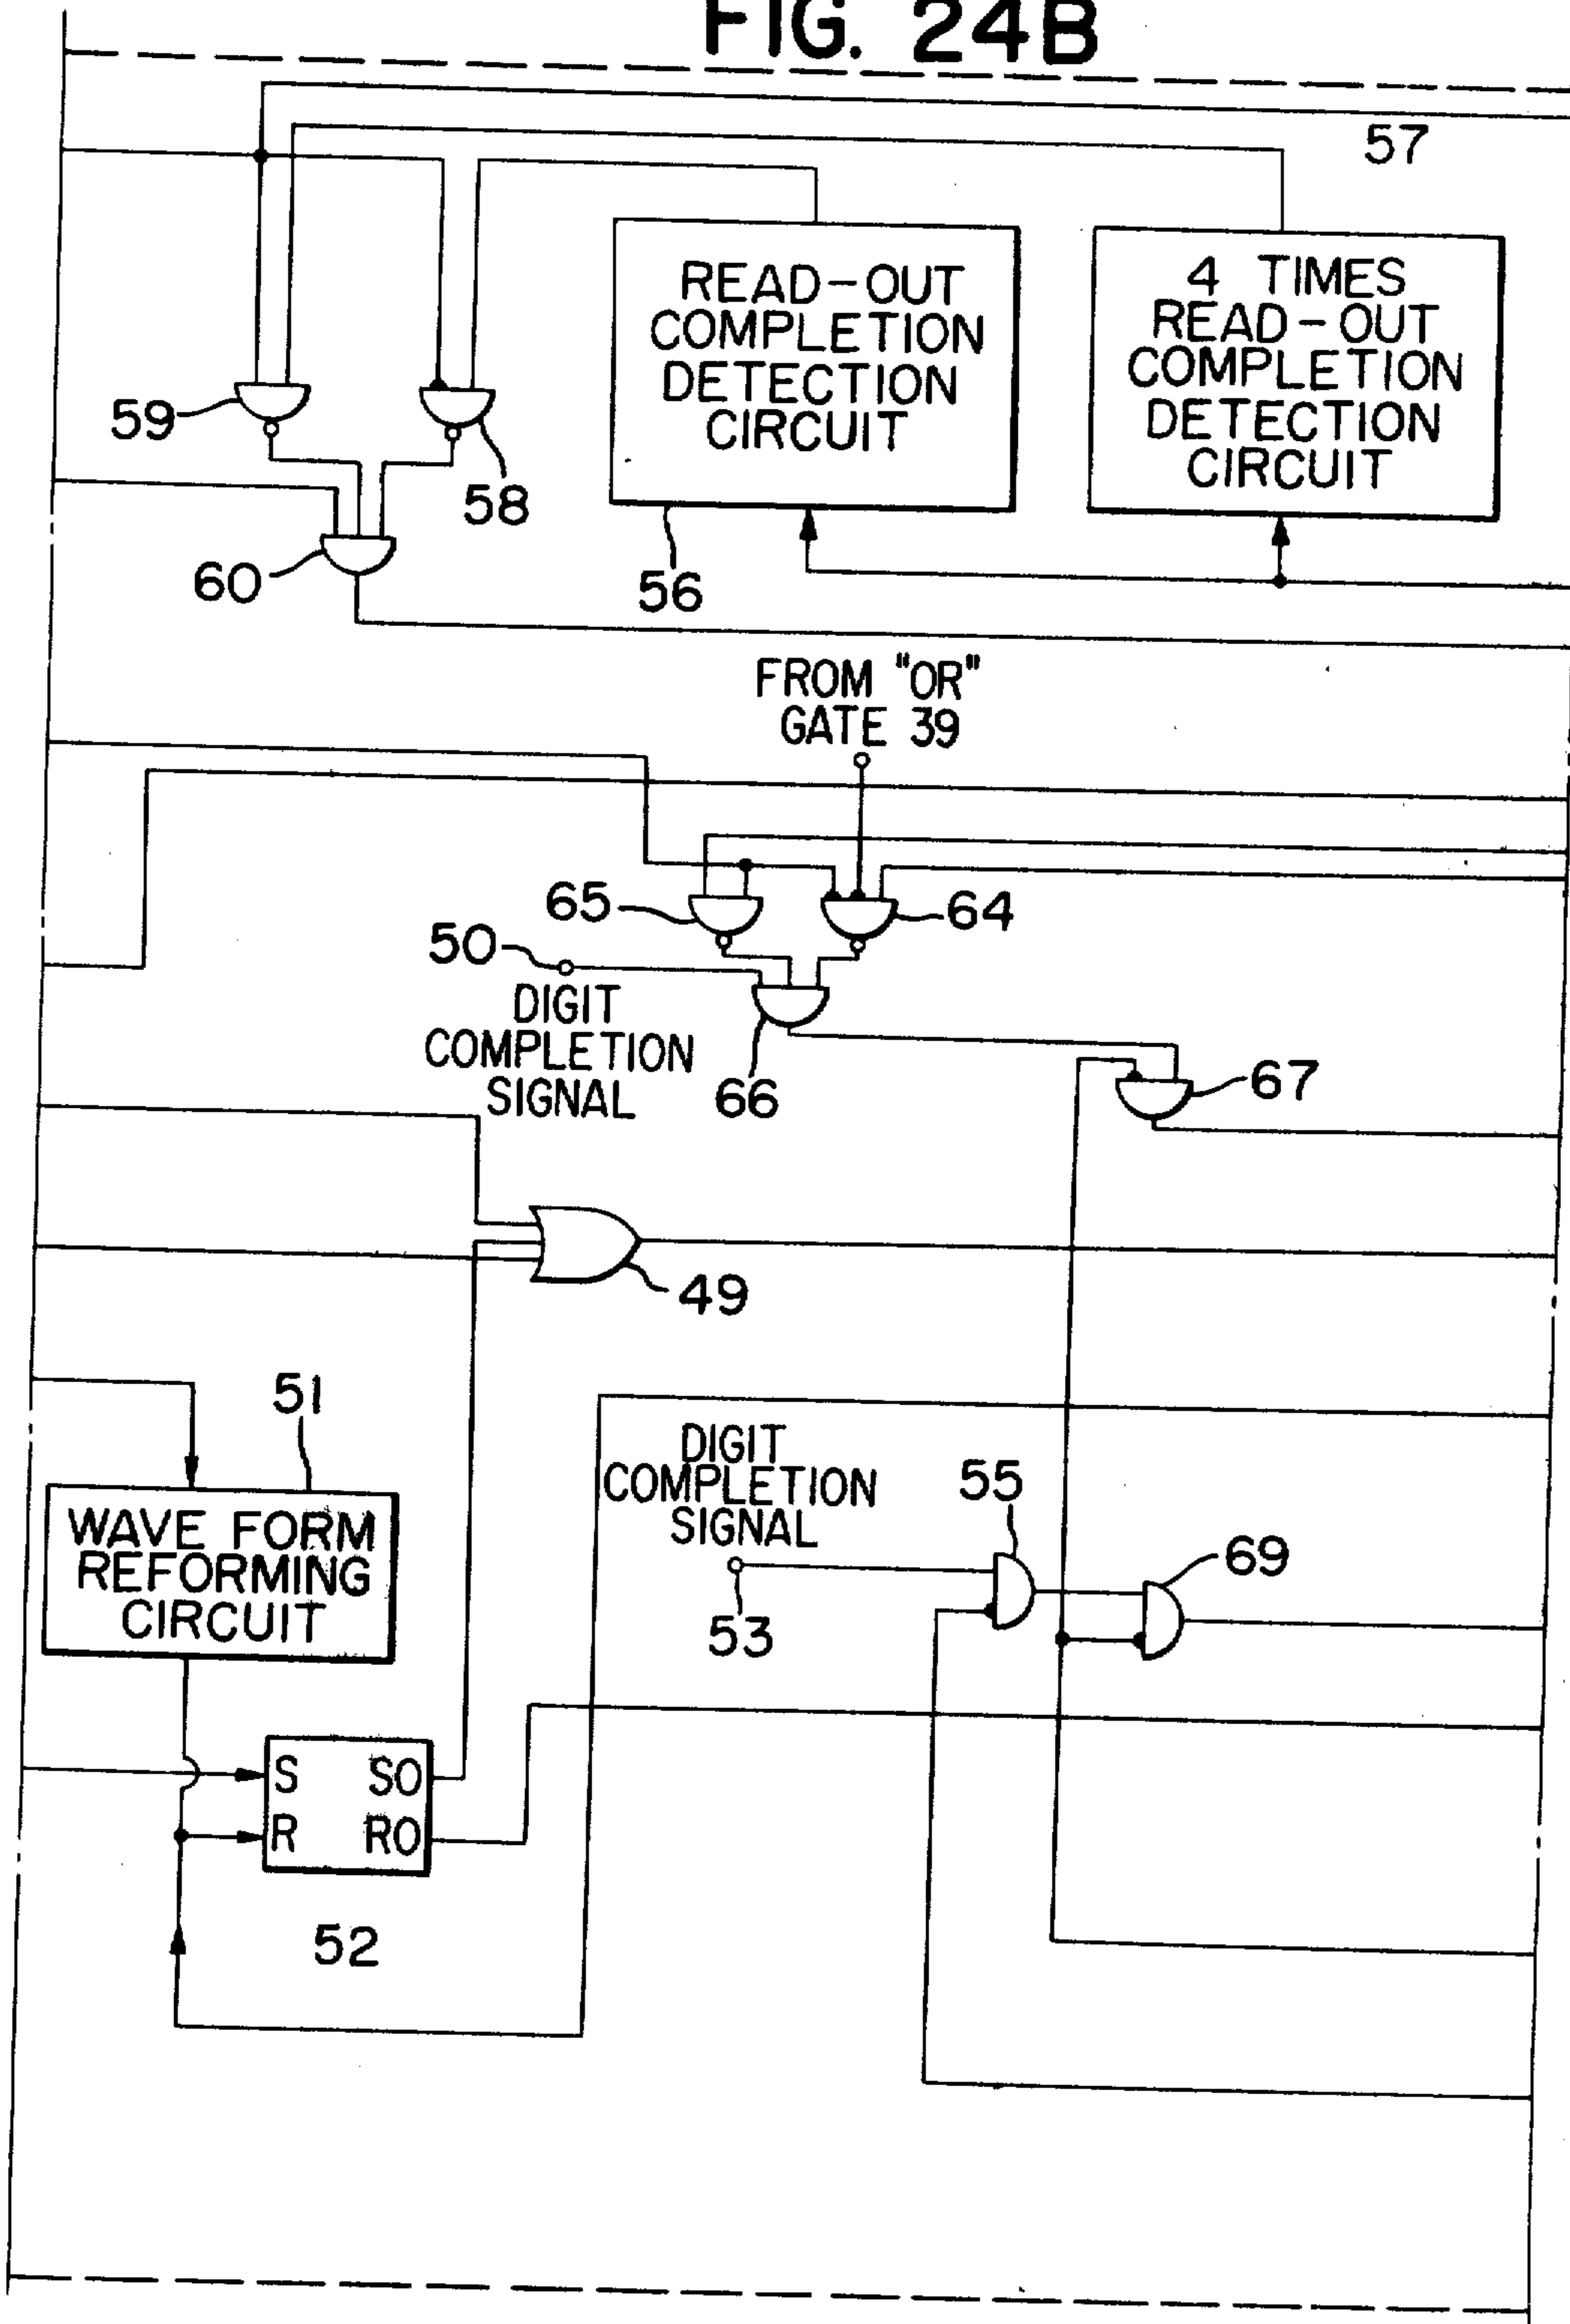 FIG. 24B
57
READ-OUT
COMPLETION
DETECTION
CIRCUIT
4 TIMES
READ-OUT
COMPLETION
DETECTION
CIRCUIT
59
58
60
56
FROM "OR"
GATE 39
65
64
50
DIGIT
COMPLETION
SIGNAL
66
67
49
51
WAVE FORM
REFORMING
CIRCUIT
DIGIT
COMPLETION
SIGNAL
55
69
53
S SO
R RO
52